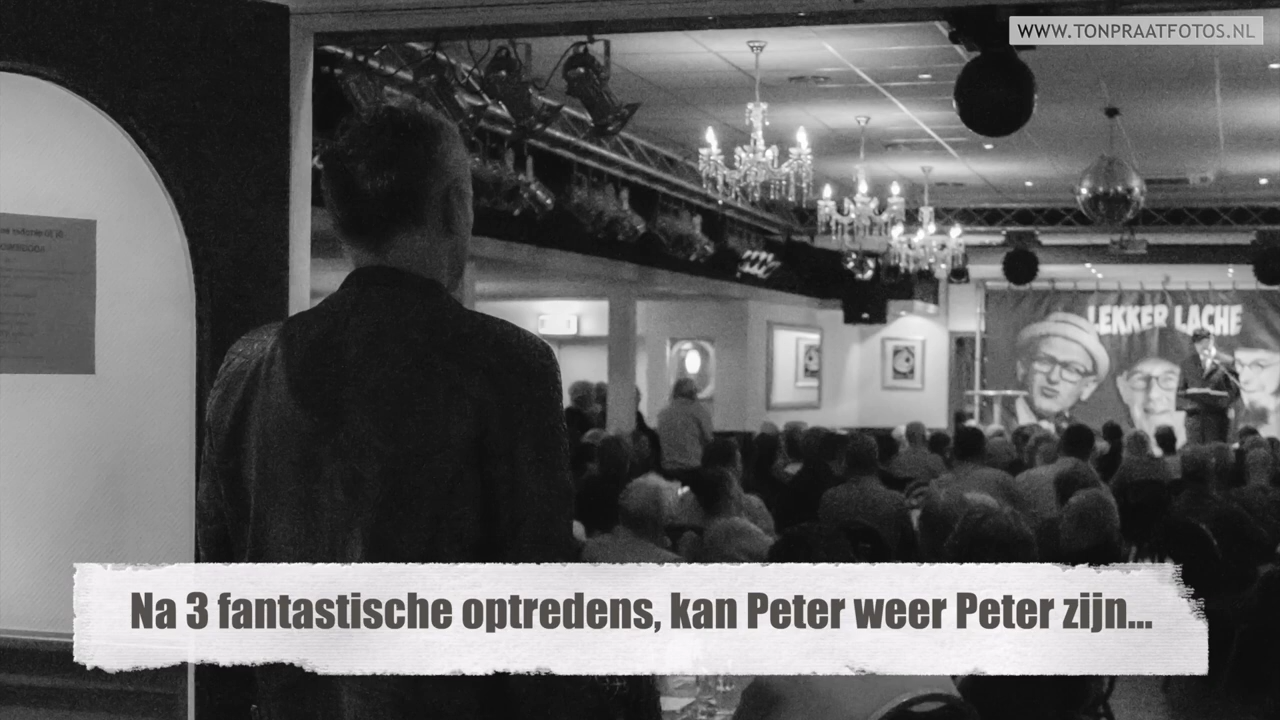 WWW.TONPRAATFOTOS.NL
LEKKER LACHE
Na 3 fantastische optredens, kan Peter weer Peter zijn...